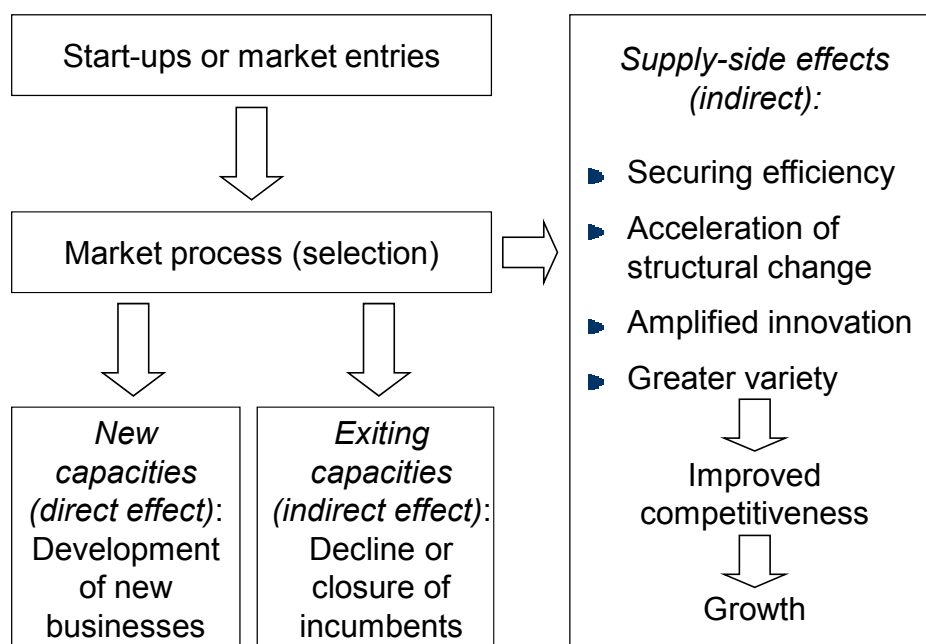 Start-ups or market entries
Market process (selection)
New
capacities
(direct effect):
Development
of new
businesses
Exiting
capacities
(indirect effect):
Decline or
closure of
incumbents
Supply-side effects
(indirect):
Securing efficiency
Acceleration of
structural change
Amplified innovation
Greater variety
Improved
competitiveness
Growth